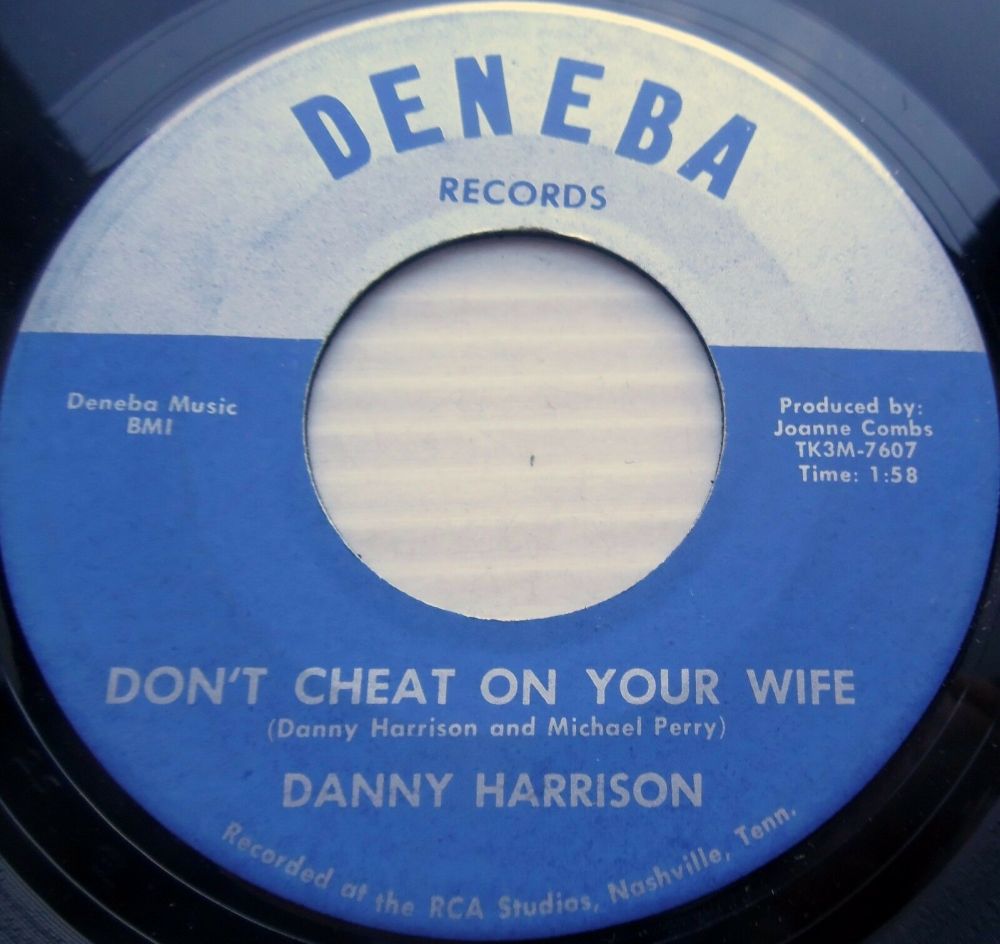 DENEBA
RECORDS
Deneba Music
BMI
Produced by:
Joanne Combs
TK3M-7607
Time: 1:58
DON'T CHEAT ON YOUR WIFE
(Danny Harrison and Michael Perry)
DANNY HARRISON
Recorded at the RCA Studios, Nashville, Tenn.